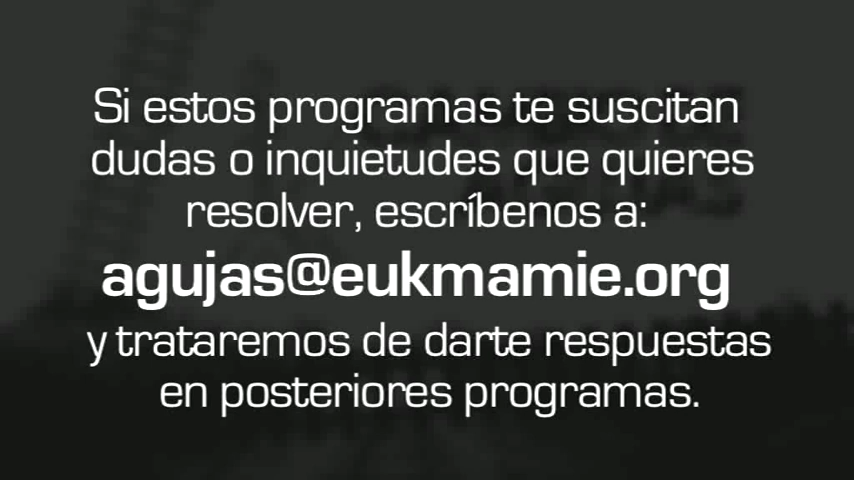 Si estos programas te suscitan
dudas o inquietudes que quieres
resolver, escríbenos a:
agujas@eukmamie.org
y trataremos de darte respuestas
en posteriores programas.